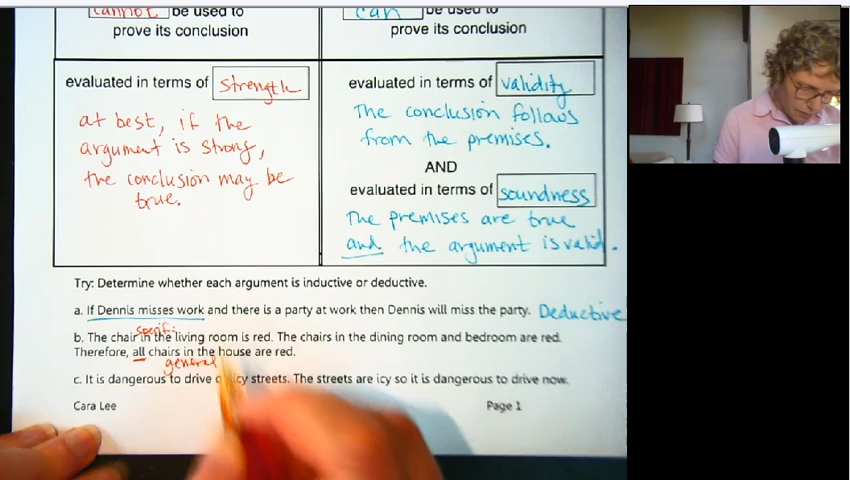 cannot be used to
prove its conclusion
can be used to
prove its conclusion
evaluated in terms of strength
at best, if the
argument is strong,
the conclusion may be
true.
evaluated in terms of validity
The conclusion follows
from the premises.
AND
evaluated in terms of soundness
The premises are true
and the argument is valid.
Try: Determine whether each argument is inductive or deductive.
a. If Dennis misses work and there is a party at work then Dennis will miss the party. Deductive
specific
b. The chair in the living room is red. The chairs in the dining room and bedroom are red.
Therefore, all chairs in the house are red.
general
c. It is dangerous to drive on icy streets. The streets are icy so it is dangerous to drive now.
Cara Lee
Page 1